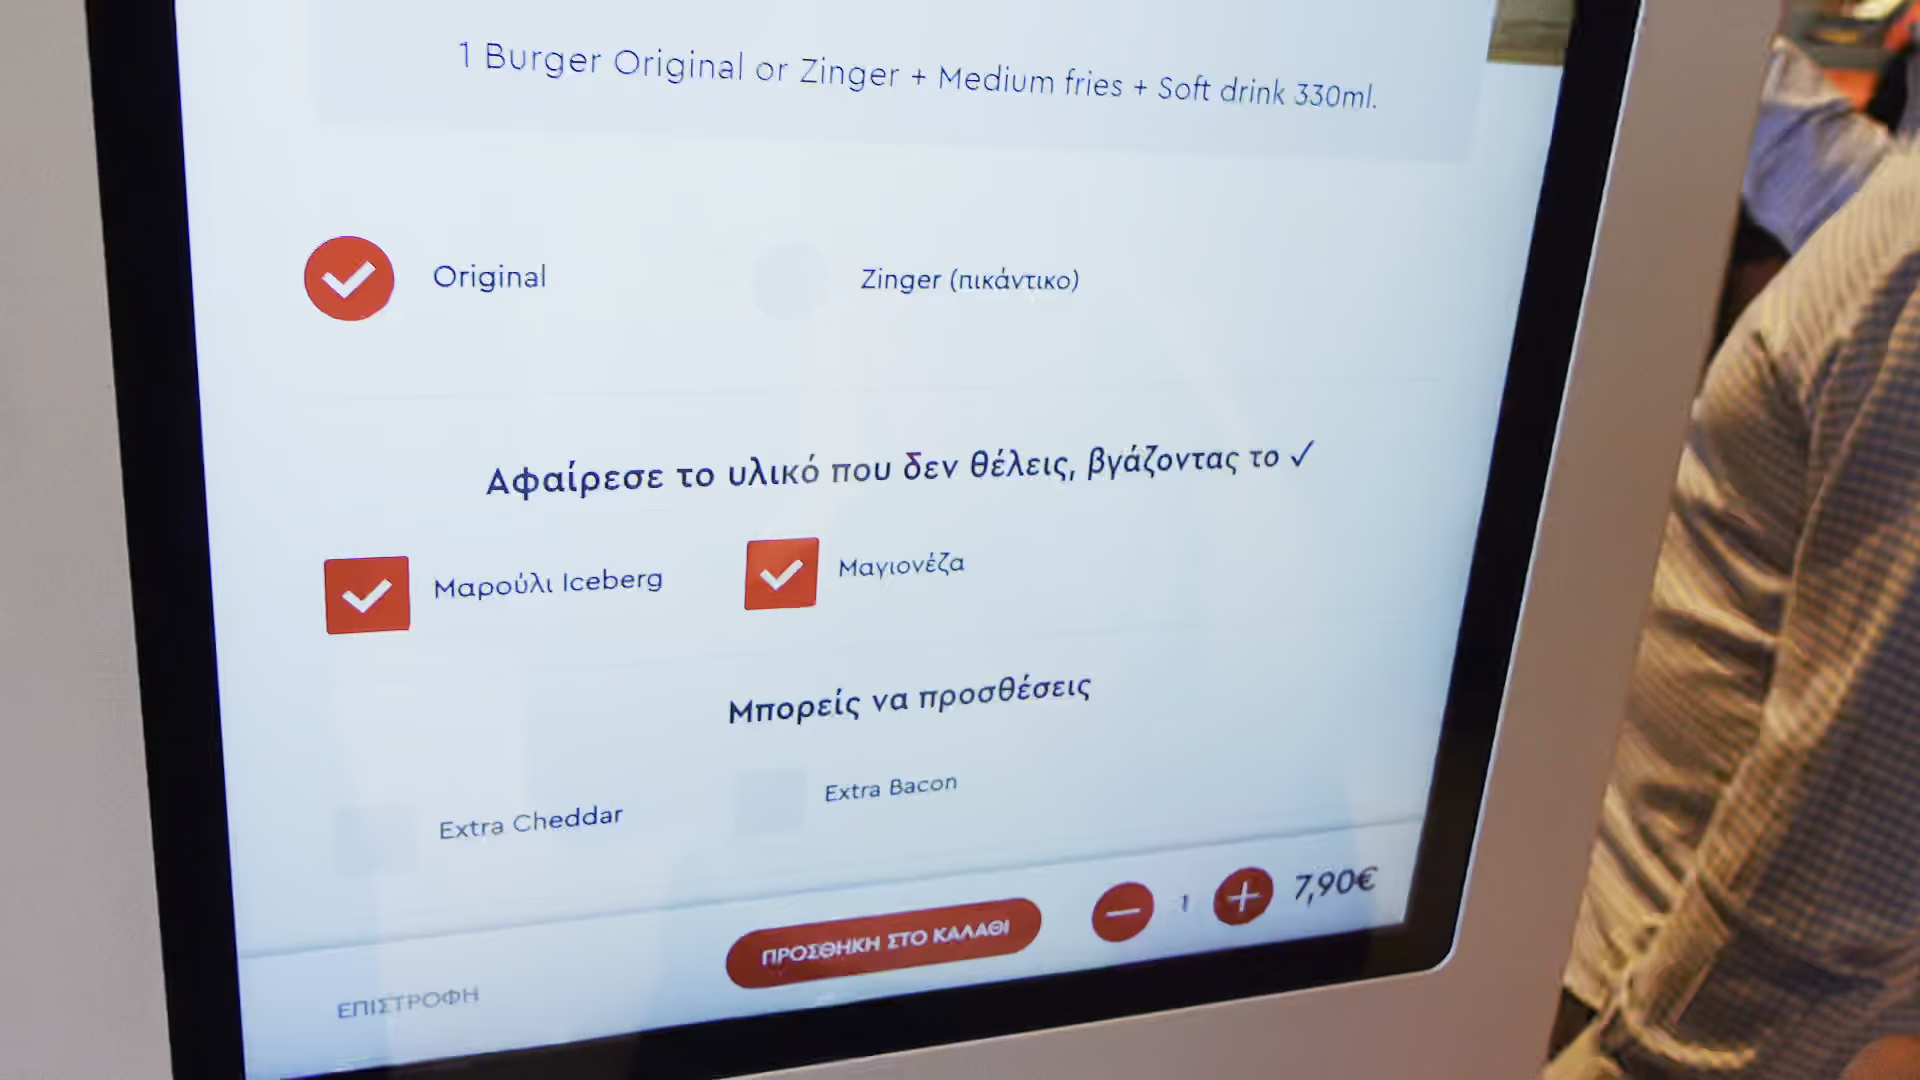 1 Burger Original or Zinger + Medium fries + Soft drink 330ml.
Original
Zinger (πικάντικο)
Αφαίρεσε το υλικό που δεν θέλεις, βγάζοντας το ✓
Μαρούλι Iceberg
Μαγιονέζα
Μπορείς να προσθέσεις
Extra Cheddar
Extra Bacon
ΕΠΙΣΤΡΟΦΗ
ΠΡΟΣΘΗΚΗ ΣΤΟ ΚΑΛΑΘΙ
1
7,90€